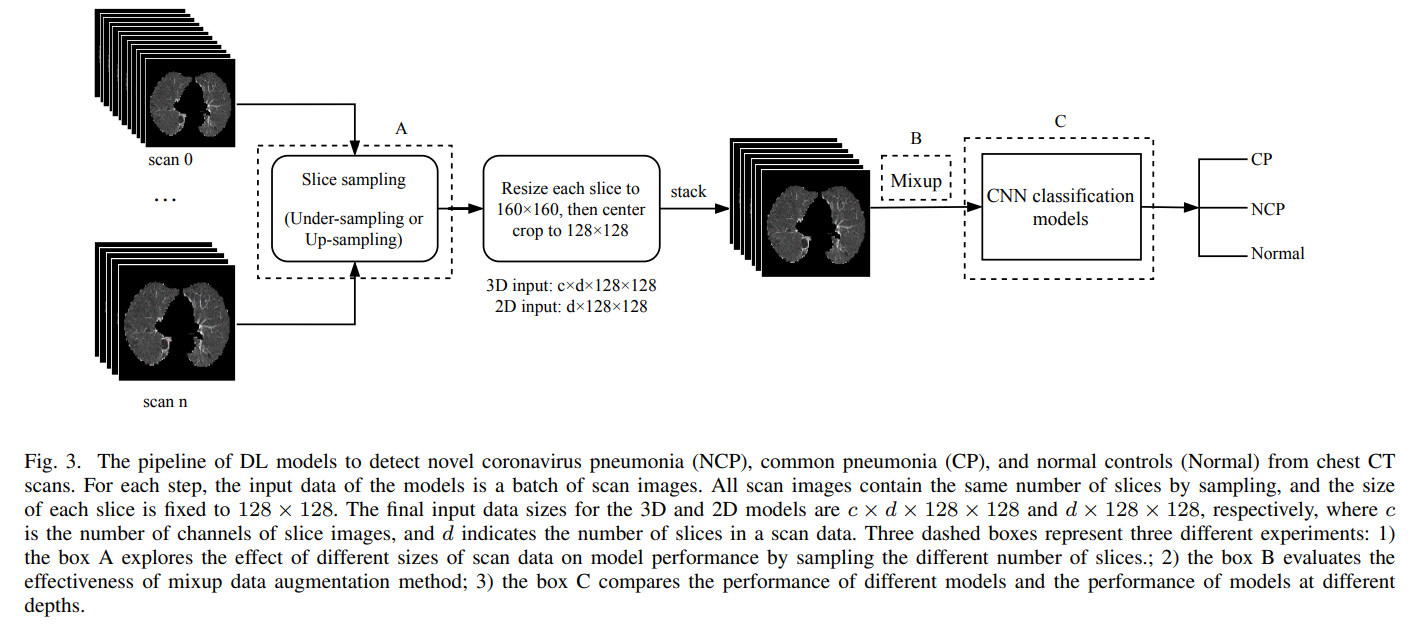 scan 0
...
scan n
A
Slice sampling
(Under-sampling or
Up-sampling)
Resize each slice to
160×160, then center
crop to 128×128
3D input: c×d×128×128
2D input: d×128×128
stack
B
Mixup
C
CNN classification
models
CP
NCP
Normal
Fig. 3. The pipeline of DL models to detect novel coronavirus pneumonia (NCP), common pneumonia (CP), and normal controls (Normal) from chest CT
scans. For each step, the input data of the models is a batch of scan images. All scan images contain the same number of slices by sampling, and the size
of each slice is fixed to 128 × 128. The final input data sizes for the 3D and 2D models are c × d × 128 × 128 and d × 128 × 128, respectively, where c
is the number of channels of slice images, and d indicates the number of slices in a scan data. Three dashed boxes represent three different experiments: 1)
the box A explores the effect of different sizes of scan data on model performance by sampling the different number of slices.; 2) the box B evaluates the
effectiveness of mixup data augmentation method; 3) the box C compares the performance of different models and the performance of models at different
depths.